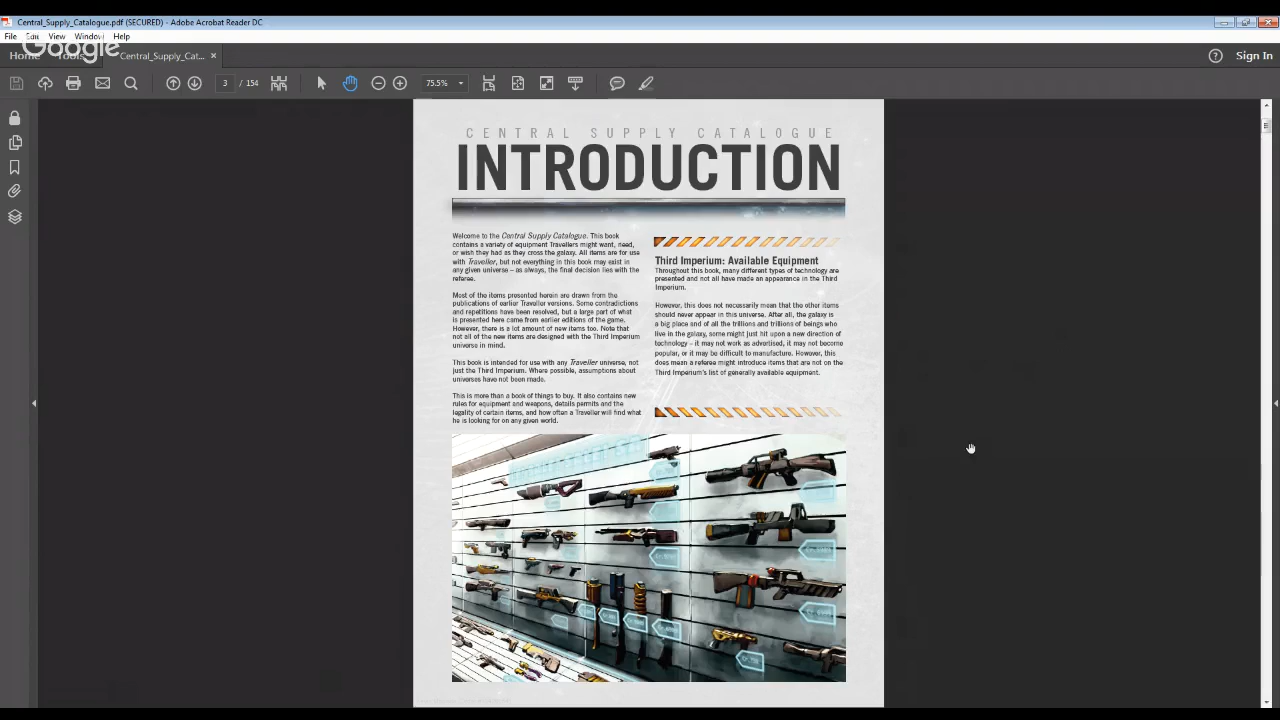 Central_Supply_Catalogue.pdf (SECURED) - Adobe Acrobat Reader DC
File Edit View Window Help
Google
Home Tools Central_Supply_Cat... × ? Sign In
3 / 154 75.5%
CENTRAL SUPPLY CATALOGUE
INTRODUCTION
Welcome to the Central Supply Catalogue. This book
contains a variety of equipment Travellers might want, need,
or wish they had as they cross the galaxy. All items are for use
with Traveller, but not everything in this book may exist in
any given universe – as always, the final decision lies with the
referee.
Most of the items presented herein are drawn from the
publications of earlier Traveller versions. Some contradictions
and repetitions have been resolved, but a large part of what
is presented here came from earlier editions of the game.
However, there is a lot amount of new items too. Note that
not all of the new items are designed with the Third Imperium
universe in mind.
This book is intended for use with any Traveller universe, not
just the Third Imperium. Where possible, assumptions about
universes have not been made.
This is more than a book of things to buy. It also contains new
rules for equipment and weapons, details permits and the
legality of certain items, and how often a Traveller will find what
he is looking for on any given world.
Third Imperium: Available Equipment
Throughout this book, many different types of technology are
presented and not all have made an appearance in the Third
Imperium.
However, this does not necessarily mean that the other items
should never appear in this universe. After all, the galaxy is
a big place and of all the trillions and trillions of beings who
live in the galaxy, some might just hit upon a new direction of
technology – it may not work as advertised, it may not become
popular, or it may be difficult to manufacture. However, this
does mean a referee might introduce items that are not on the
Third Imperium's list of generally available equipment.